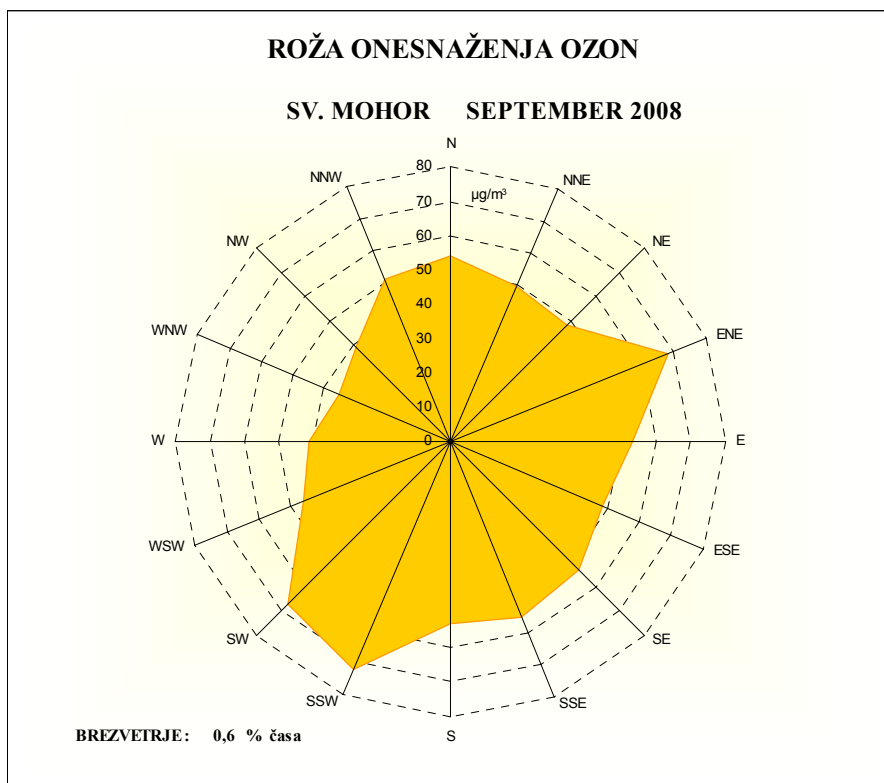 ROŽA ONESNAŽENJA OZON
SV. MOHOR SEPTEMBER 2008
N
NNW
80
NNE
70
µg/m³
NW
60
NE
50
40
WNW
30
ENE
20
10
W
0
E
WSW
ESE
SW
SE
SSW
SSE
S
BREZVETRJE: 0,6 % časa